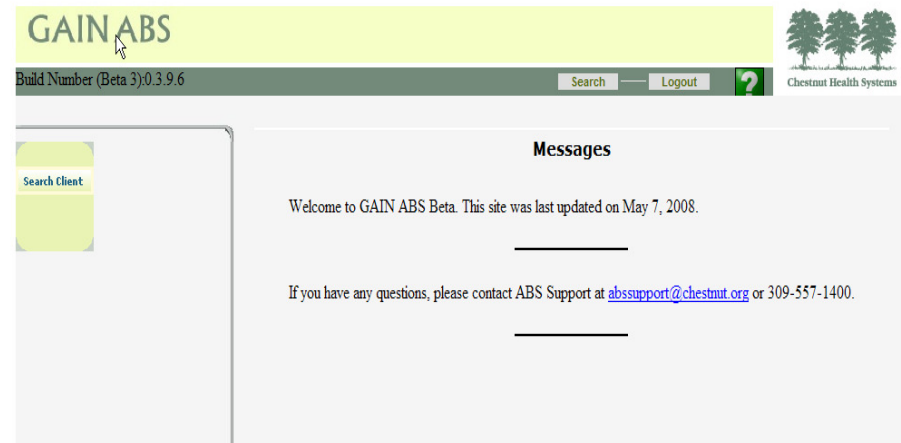 GAIN ABS
Build Number (Beta 3):0.3.9.6
Search
Logout
?
Chestnut Health Systems
Search Client
Messages
Welcome to GAIN ABS Beta. This site was last updated on May 7, 2008.
If you have any questions, please contact ABS Support at abssupport@chestnut.org or 309-557-1400.